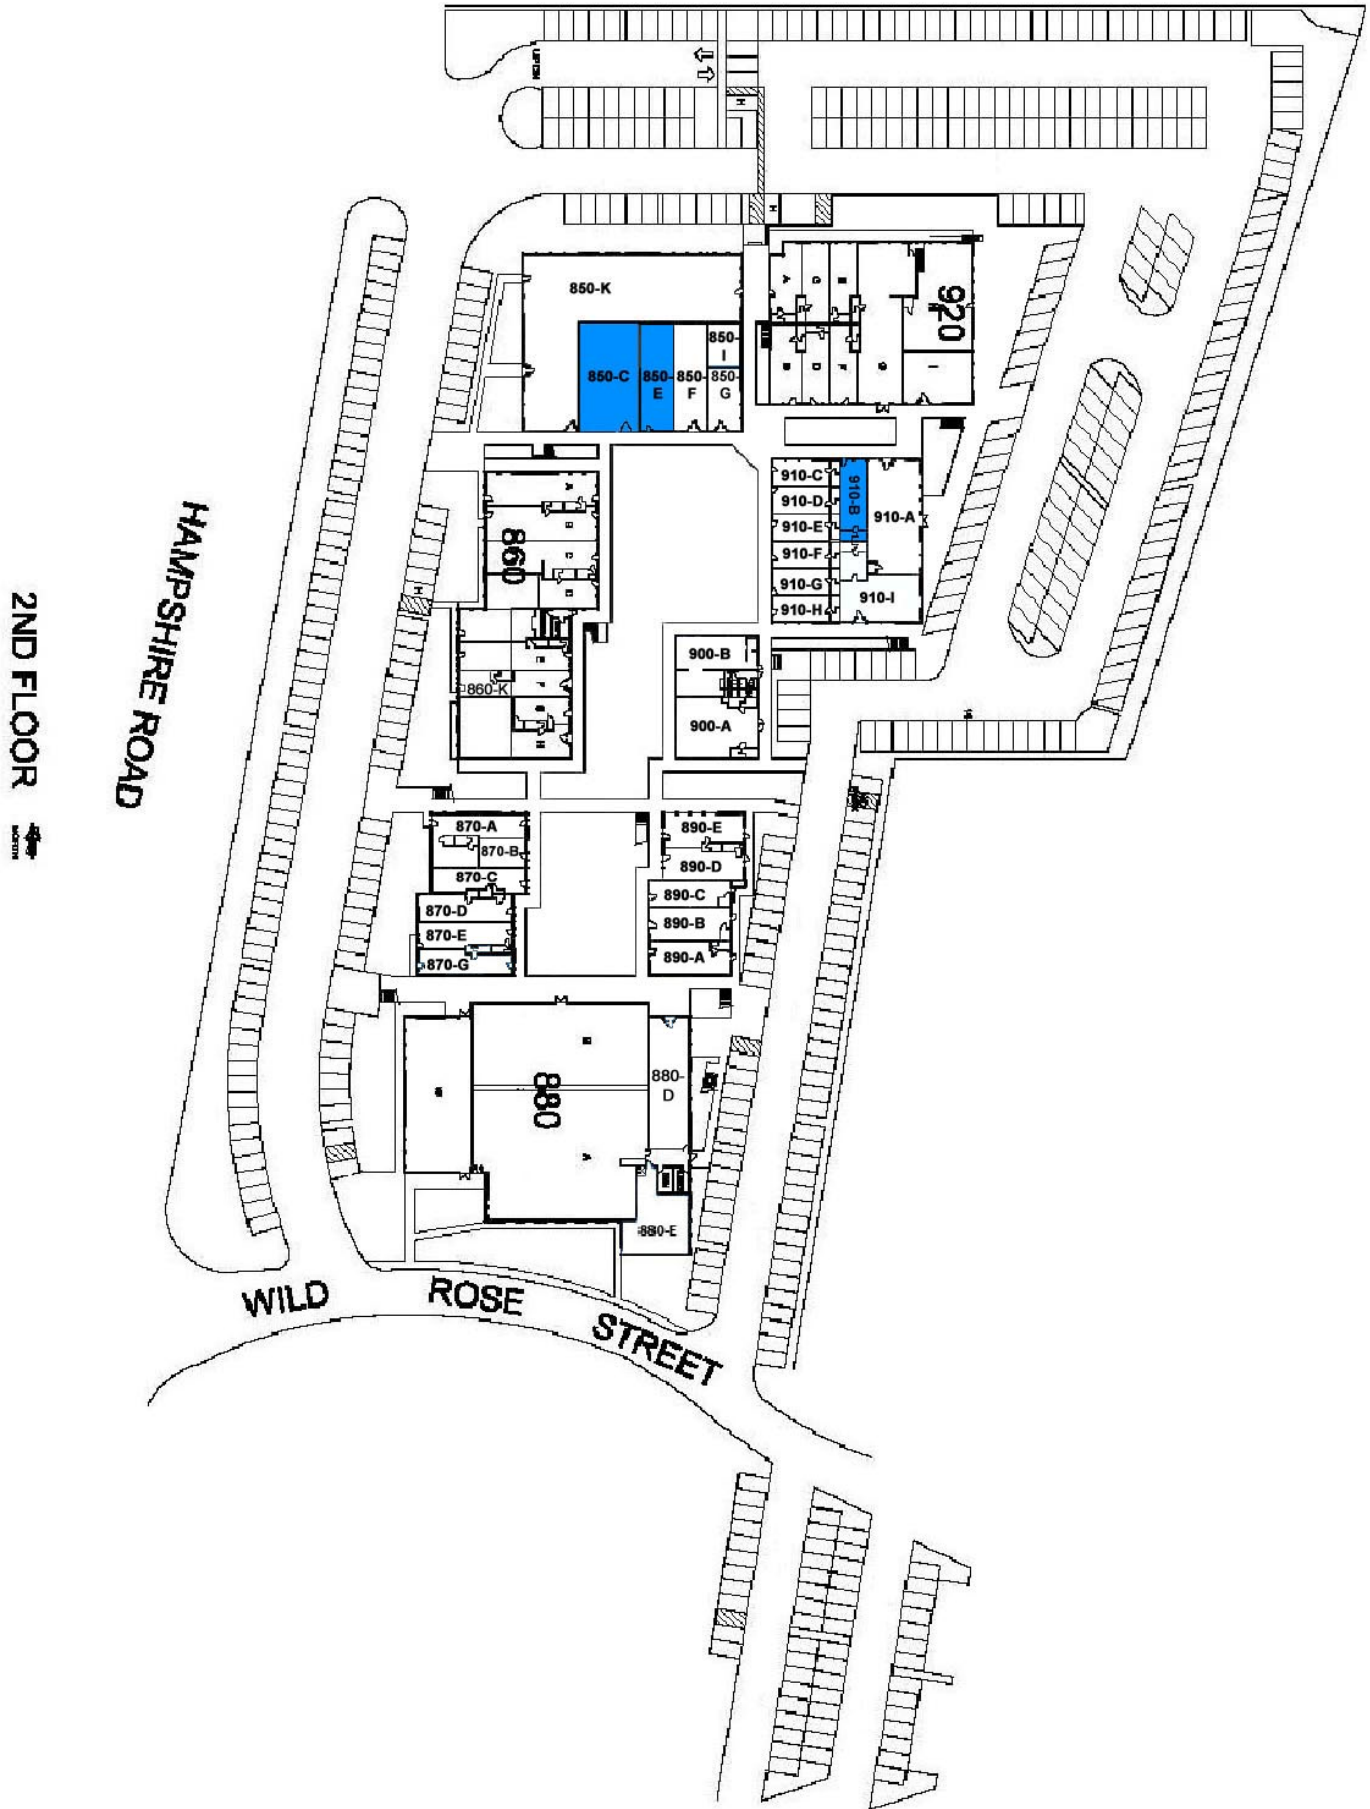 850-K
850-C
850-
E
850-
F
850-
I
850-
G
A
C
E
920
B
D
F
G
I
910-C
910-D
910-E
910-F
910-G
910-H
910-B
910-A
910-I
A
B
C
D
860
E
F
G
H
860-K
900-B
900-A
870-A
870-B
870-C
870-D
870-E
870-G
890-E
890-D
890-C
890-B
890-A
B
880
A
880-
D
880-E
H
H
H
HAMPSHIRE ROAD
2ND FLOOR
NORTH
WILD ROSE STREET